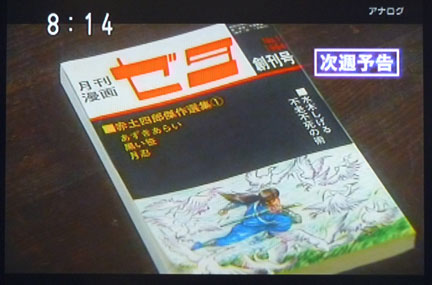 8:14
アナログ
次週予告
月刊
漫画
ゼタ
創刊号
■赤土四郎傑作選集①
あずきあらい
黒い笛
月忍
■水木しげる
不老不死の術